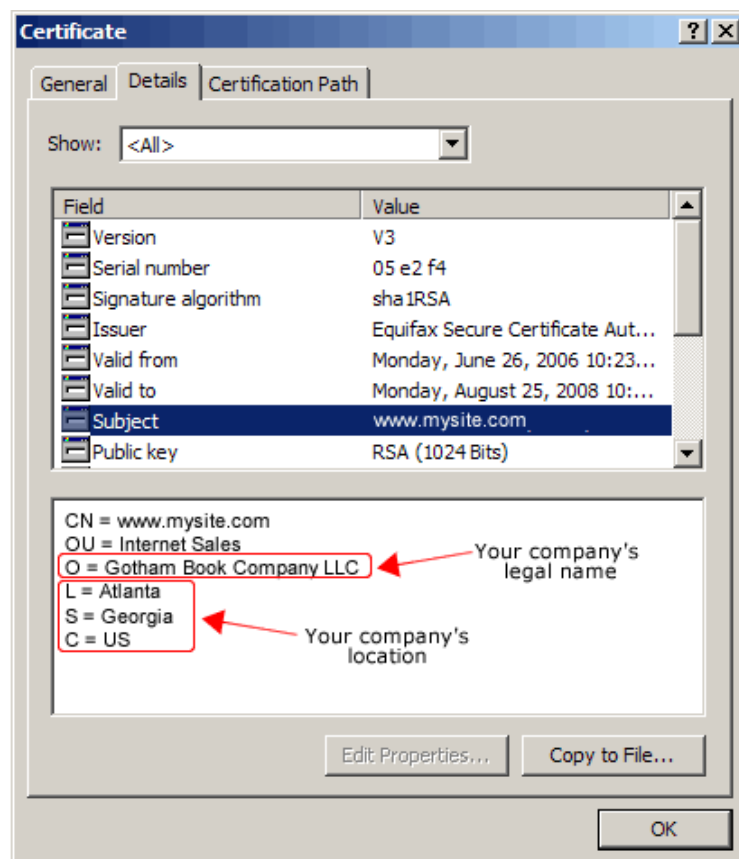 Certificate
General Details Certification Path
Show: <All>
Field Value
Version V3
Serial number 05 e2 f4
Signature algorithm sha1RSA
Issuer Equifax Secure Certificate Aut...
Valid from Monday, June 26, 2006 10:23...
Valid to Monday, August 25, 2008 10:...
Subject www.mysite.com
Public key RSA (1024 Bits)
CN = www.mysite.com
OU = Internet Sales
O = Gotham Book Company LLC
L = Atlanta
S = Georgia
C = US
Your company's
legal name
Your company's
location
Edit Properties... Copy to File...
OK